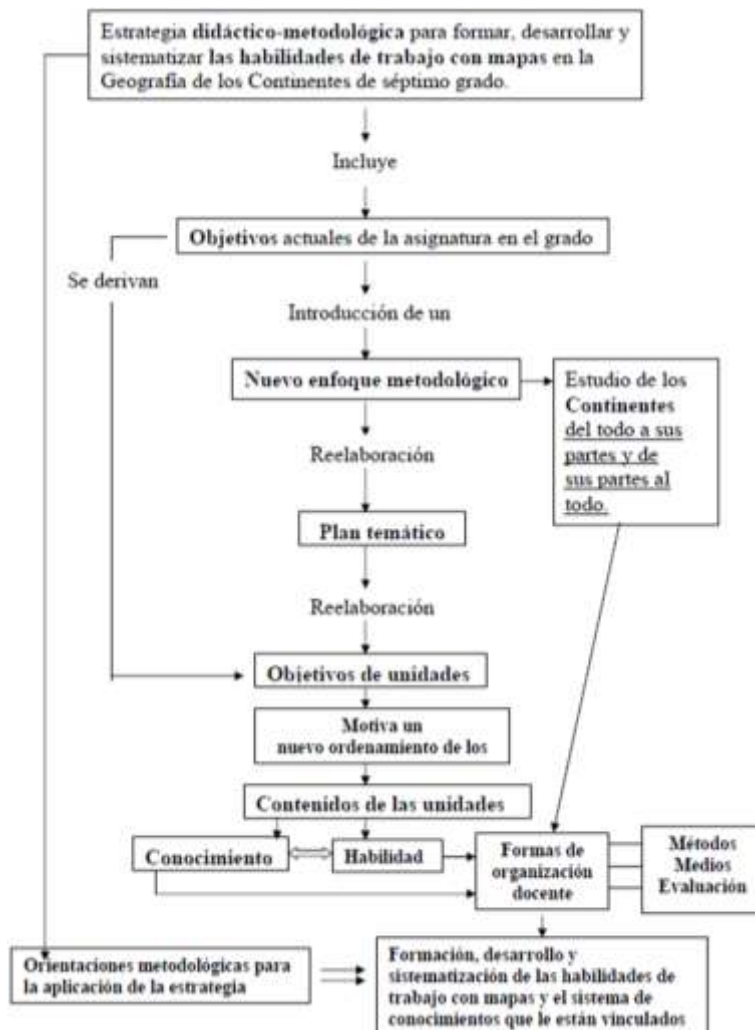 Estrategia didáctico-metodológica para formar, desarrollar y
sistematizar las habilidades de trabajo con mapas en la
Geografía de los Continentes de séptimo grado.
Incluye
Objetivos actuales de la asignatura en el grado
Se derivan
Introducción de un
Nuevo enfoque metodológico
Estudio de los
Continentes
del todo a sus
partes y de
sus partes al
todo.
Reelaboración
Plan temático
Reelaboración
Objetivos de unidades
Motiva un
nuevo ordenamiento de los
Contenidos de las unidades
Conocimiento
Habilidad
Formas de
organización
docente
Métodos
Medios
Evaluación
Orientaciones metodológicas para
la aplicación de la estrategia
Formación, desarrollo y
sistematización de las habilidades de
trabajo con mapas y el sistema de
conocimientos que le están vinculados